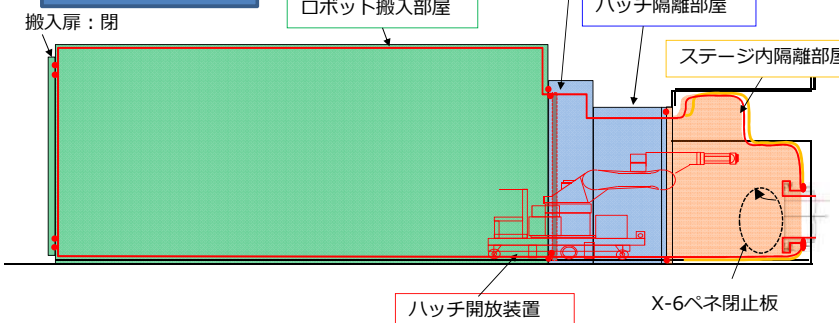 搬入扉：閉
ロボット搬入部屋
ハッチ隔離部屋
ステージ内隔離部屋
ハッチ開放装置
X-6ペネ閉止板